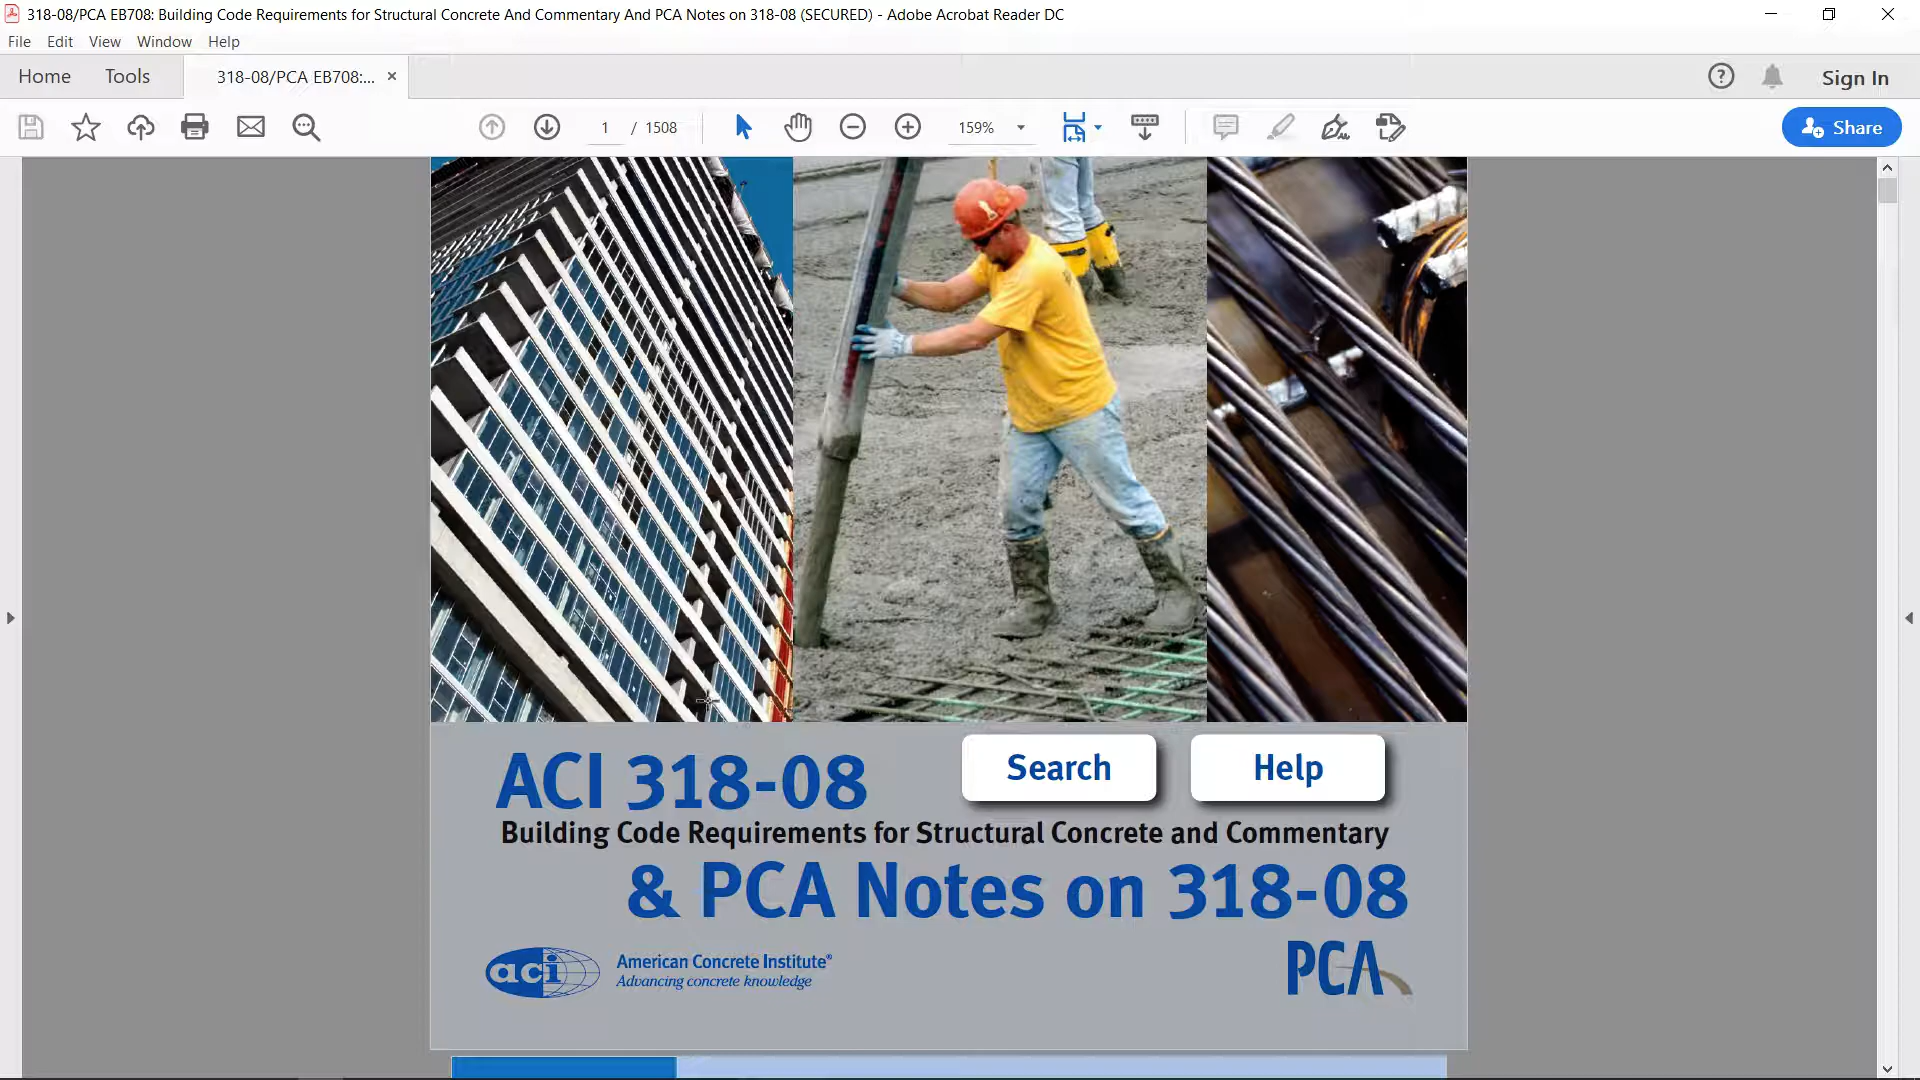 318-08/PCA EB708: Building Code Requirements for Structural Concrete And Commentary And PCA Notes on 318-08 (SECURED) - Adobe Acrobat Reader DC
File Edit View Window Help
Home Tools 318-08/PCA EB708:... Sign In
1 / 1508 159% Share
ACI 318-08 Search Help
Building Code Requirements for Structural Concrete and Commentary
& PCA Notes on 318-08
aci American Concrete Institute® PCA
Advancing concrete knowledge